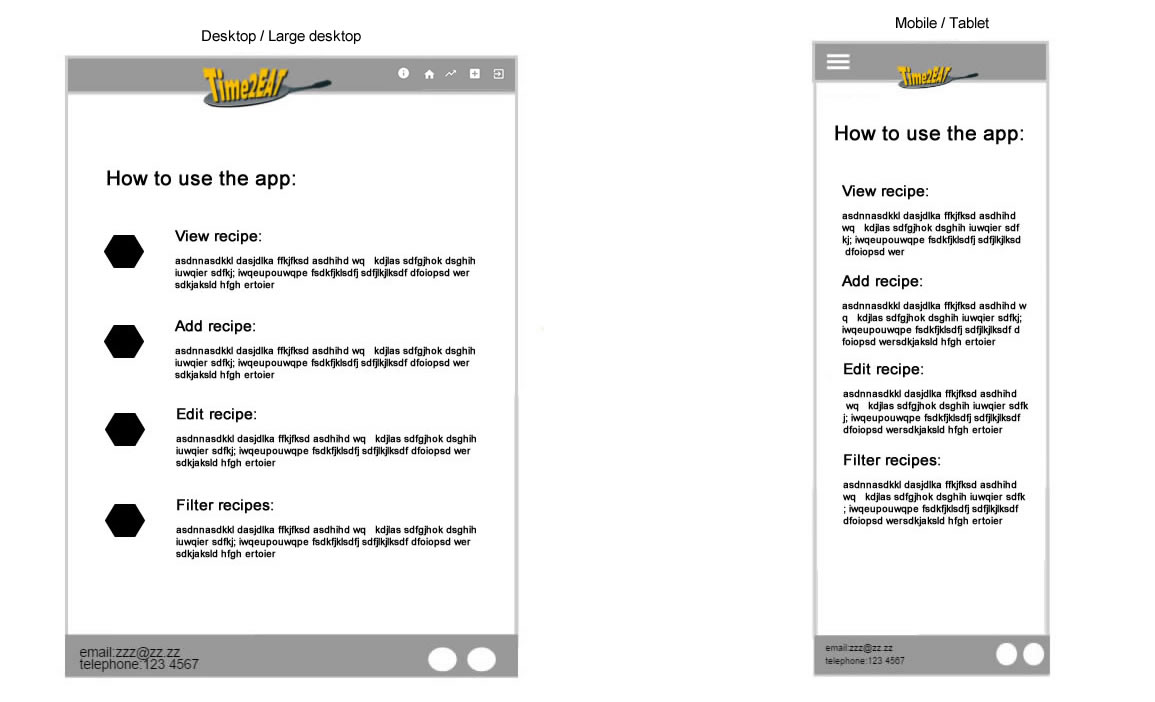 Desktop / Large desktop
Time2EAT
How to use the app:
View recipe:
asdnnasdkkl dasjdlka ffkjfksd asdhihd wq kdjlas sdfgjhok dsghih
iuwqier sdfkj; iwqeupouwqpe fsdkfjklsdfj sdfjlkjlksdf dfoiopsd wer
sdkjaksld hfgh ertoier
Add recipe:
asdnnasdkkl dasjdlka ffkjfksd asdhihd wq kdjlas sdfgjhok dsghih
iuwqier sdfkj; iwqeupouwqpe fsdkfjklsdfj sdfjlkjlksdf dfoiopsd wer
sdkjaksld hfgh ertoier
Edit recipe:
asdnnasdkkl dasjdlka ffkjfksd asdhihd wq kdjlas sdfgjhok dsghih
iuwqier sdfkj; iwqeupouwqpe fsdkfjklsdfj sdfjlkjlksdf dfoiopsd wer
sdkjaksld hfgh ertoier
Filter recipes:
asdnnasdkkl dasjdlka ffkjfksd asdhihd wq kdjlas sdfgjhok dsghih
iuwqier sdfkj; iwqeupouwqpe fsdkfjklsdfj sdfjlkjlksdf dfoiopsd wer
sdkjaksld hfgh ertoier
email:zzz@zz.zz
telephone:123 4567
Mobile / Tablet
Time2EAT
How to use the app:
View recipe:
asdnnasdkkl dasjdlka ffkjfksd asdhihd
wq kdjlas sdfgjhok dsghih iuwqier sdf
kj; iwqeupouwqpe fsdkfjklsdfj sdfjlkjlksd
dfoiopsd wer
Add recipe:
asdnnasdkkl dasjdlka ffkjfksd asdhihd w
q kdjlas sdfgjhok dsghih iuwqier sdfkj;
iwqeupouwqpe fsdkfjklsdfj sdfjlkjlksdf d
foiopsd wersdkjaksld hfgh ertoier
Edit recipe:
asdnnasdkkl dasjdlka ffkjfksd asdhihd
wq kdjlas sdfgjhok dsghih iuwqier sdfk
j; iwqeupouwqpe fsdkfjklsdfj sdfjlkjlksdf
dfoiopsd wersdkjaksld hfgh ertoier
Filter recipes:
asdnnasdkkl dasjdlka ffkjfksd asdhihd
wq kdjlas sdfgjhok dsghih iuwqier sdfk
; iwqeupouwqpe fsdkfjklsdfj sdfjlkjlksdf
dfoiopsd wersdkjaksld hfgh ertoier
email:zzz@zz.zz
telephone:123 4567